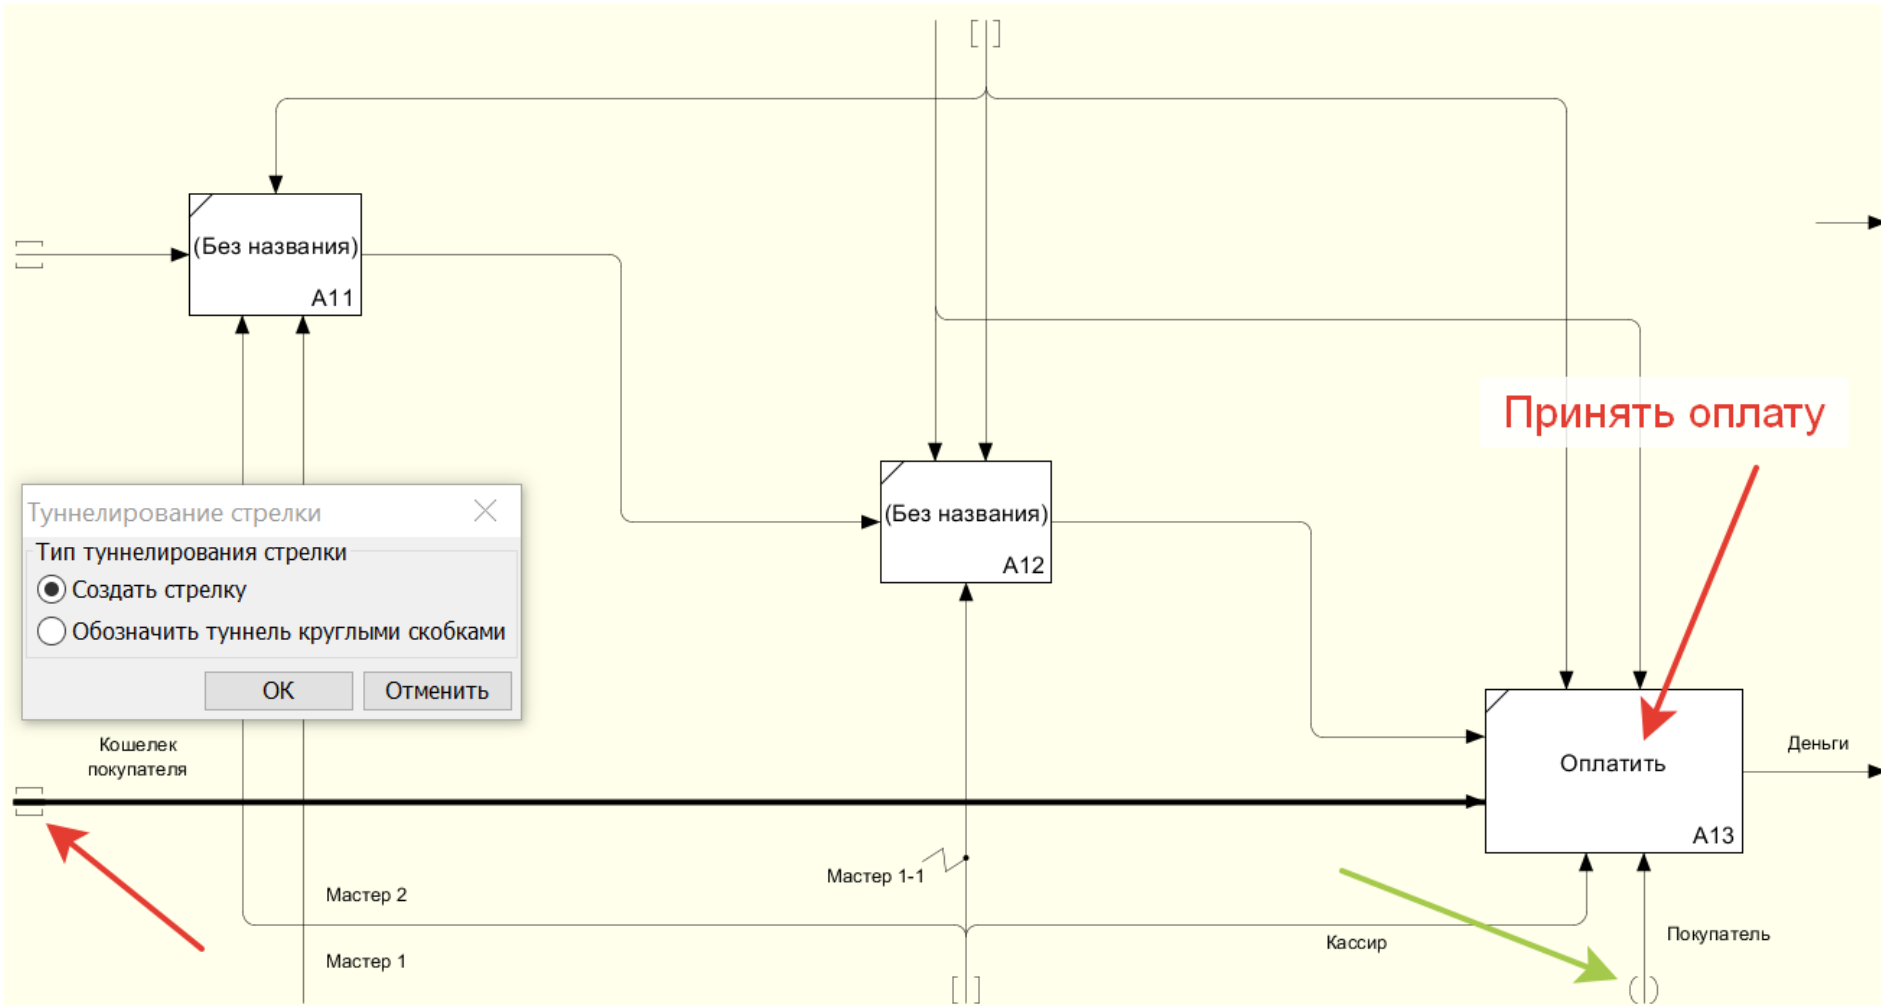 (Без названия)
A11
Принять оплату
(Без названия)
A12
Туннелирование стрелки
Тип туннелирования стрелки
Создать стрелку
Обозначить туннель круглыми скобками
ОК
Отменить
Кошелек
покупателя
Оплатить
A13
Деньги
Мастер 1-1
Мастер 2
Кассир
Покупатель
Мастер 1